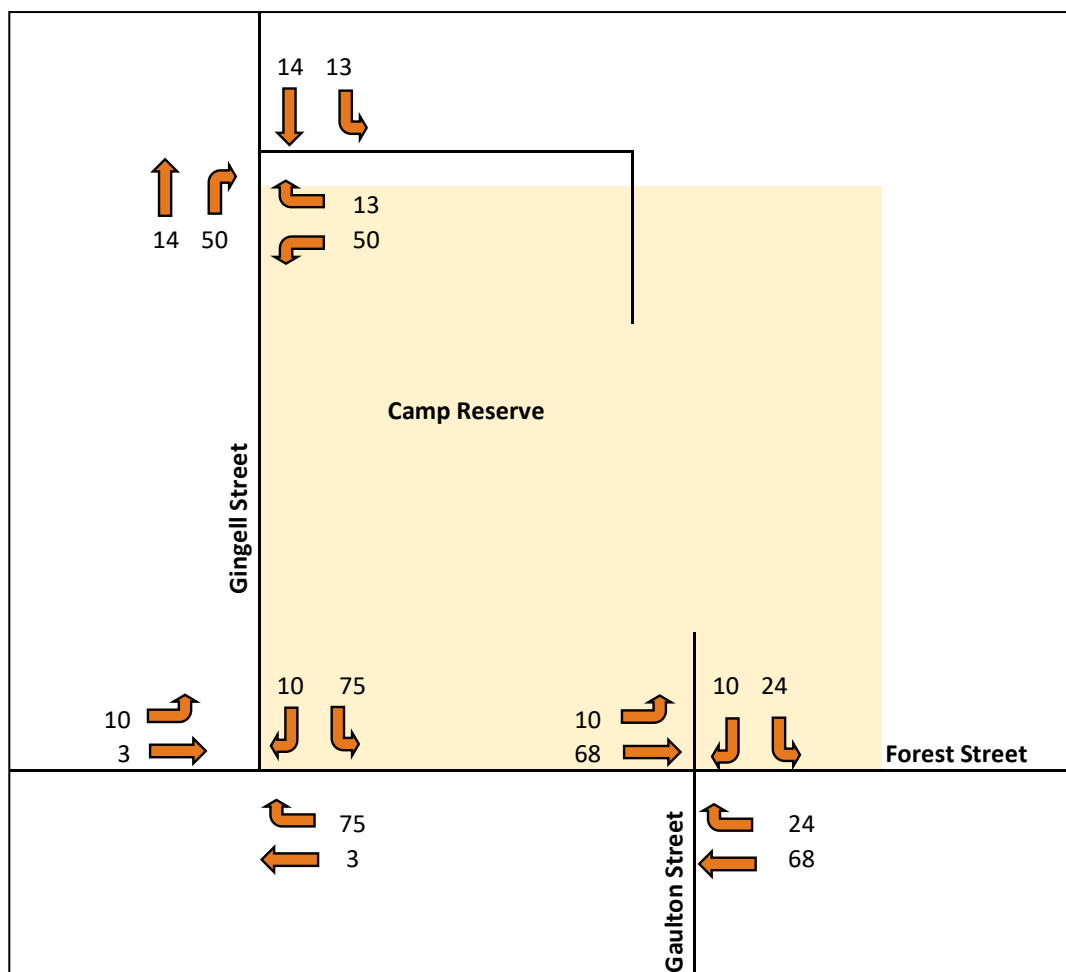 14 13
13
14 50 50
Camp Reserve
Gingell Street
10 75 10 24
10 10
3 68
Forest Street
75 24
3 68
Gaulton Street